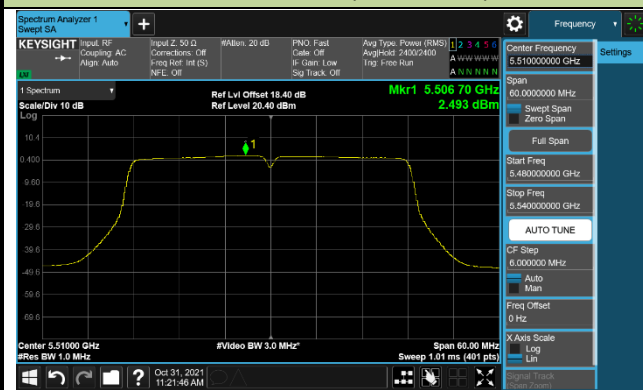 Spectrum Analyzer 1
Swept SA
Frequency
KEYSIGHT
Input: RF
Coupling: AC
Align: Auto
Input Z: 50 Ω
Corrections: Off
Freq Ref: Int (S)
NFE: Off
#Atten: 20 dB
PNO: Fast
Gate: Off
IF Gain: Low
Sig Track: Off
Avg Type: Power (RMS)
Avg|Hold: 2400/2400
Trig: Free Run
1 2 3 4 5 6
A W W W W W
A N N N N N
LXI
1 Spectrum
Scale/Div 10 dB
Log
Ref Lvl Offset 18.40 dB
Ref Level 20.40 dBm
Mkr1 5.506 70 GHz
2.493 dBm
1
10.4
0.400
-9.60
-19.6
-29.6
-39.6
-49.6
-59.6
-69.6
Center 5.51000 GHz
#Res BW 1.0 MHz
#Video BW 3.0 MHz*
Span 60.00 MHz
Sweep 1.01 ms (401 pts)
Center Frequency
5.510000000 GHz
Settings
Span
60.0000000 MHz
Swept Span
Zero Span
Full Span
Start Freq
5.480000000 GHz
Stop Freq
5.540000000 GHz
AUTO TUNE
CF Step
6.000000 MHz
Auto
Man
Freq Offset
0 Hz
X Axis Scale
Log
Lin
Signal Track
(Span Zoom)
Oct 31, 2021
11:21:46 AM